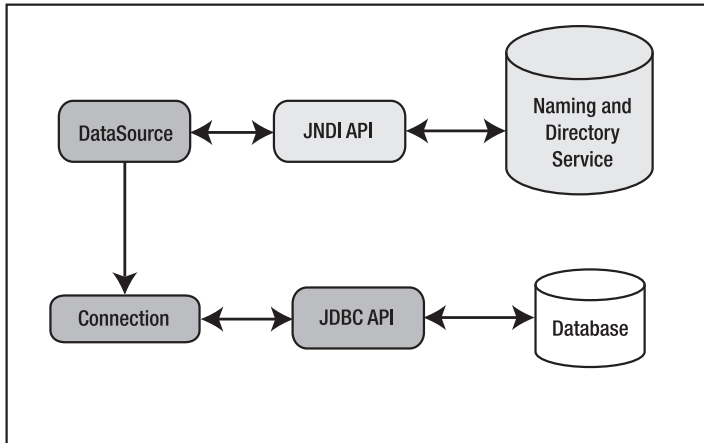 DataSource
JNDI API
Naming and
Directory
Service
Connection
JDBC API
Database